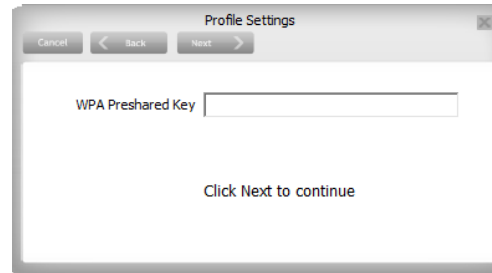 Profile Settings
Cancel Back Next
WPA Preshared Key
Click Next to continue